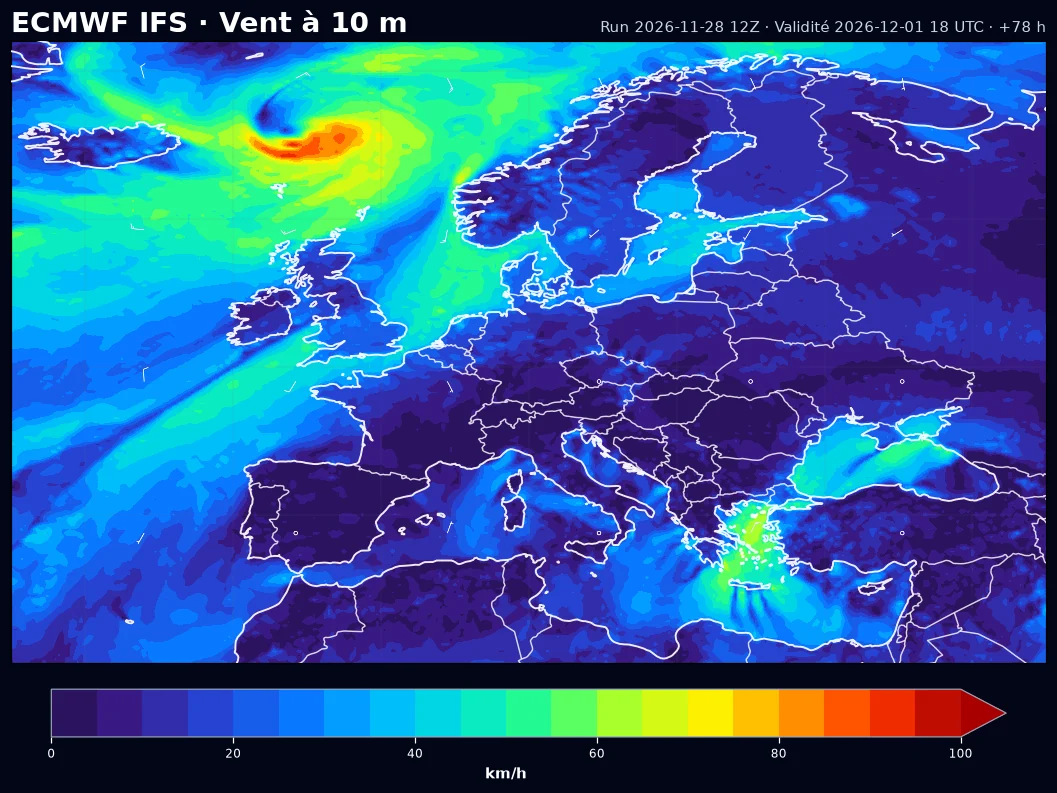 ECMWF IFS · Vent à 10 m
Run 2026-11-28 12Z · Validité 2026-12-01 18 UTC · +78 h
0 20 40 60 80 100
km/h